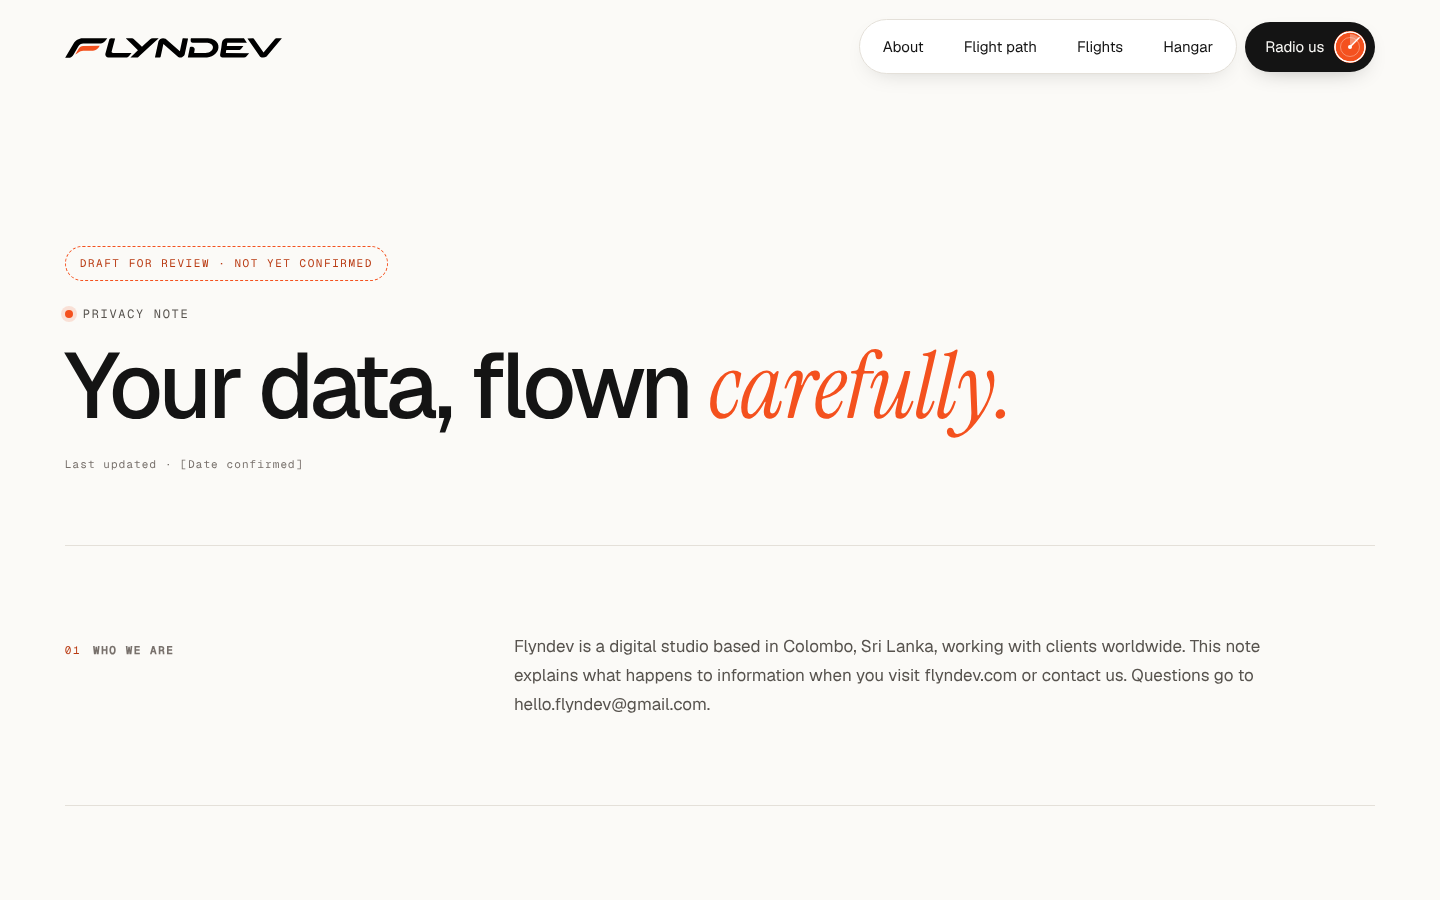 FLYNDEV
About
Flight path
Flights
Hangar
Radio us
DRAFT FOR REVIEW · NOT YET CONFIRMED
PRIVACY NOTE
Your data, flown carefully.
Last updated · [Date confirmed]
01 WHO WE ARE
Flyndev is a digital studio based in Colombo, Sri Lanka, working with clients worldwide. This note
explains what happens to information when you visit flyndev.com or contact us. Questions go to
hello.flyndev@gmail.com.